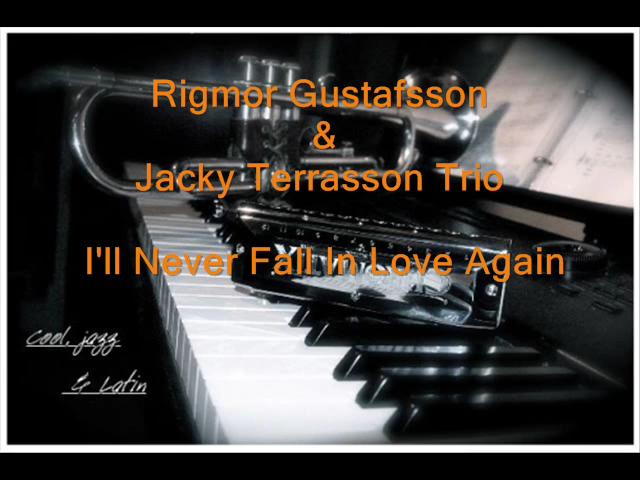 Rigmor Gustafsson
&
Jacky Terrasson Trio
I'll Never Fall In Love Again
cool, jazz
& Latin